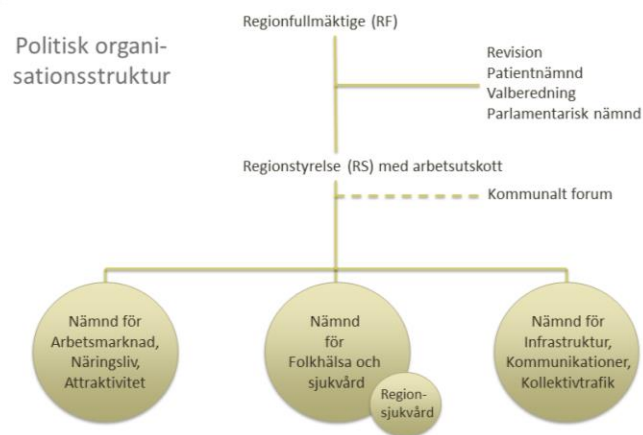 Politisk organi-
sationsstruktur
Regionfullmäktige (RF)
Revision
Patientnämnd
Valberedning
Parlamentarisk nämnd
Regionstyrelse (RS) med arbetsutskott
Kommunalt forum
Nämnd för
Arbetsmarknad,
Näringsliv,
Attraktivitet
Nämnd
för
Folkhälsa och
sjukvård
Region-
sjukvård
Nämnd för
Infrastruktur,
Kommunikationer,
Kollektivtrafik